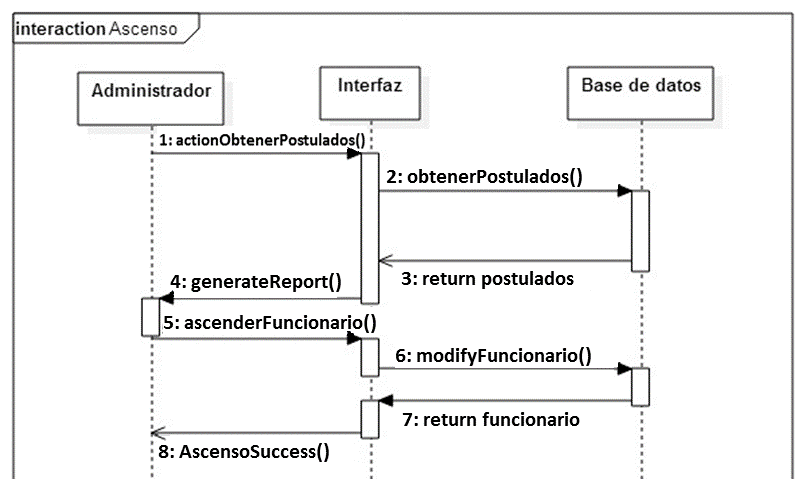 interaction Ascenso
Administrador
Interfaz
Base de datos
1: actionObtenerPostulados()
2: obtenerPostulados()
3: return postulados
4: generateReport()
5: ascenderFuncionario()
6: modifyFuncionario()
7: return funcionario
8: AscensoSuccess()